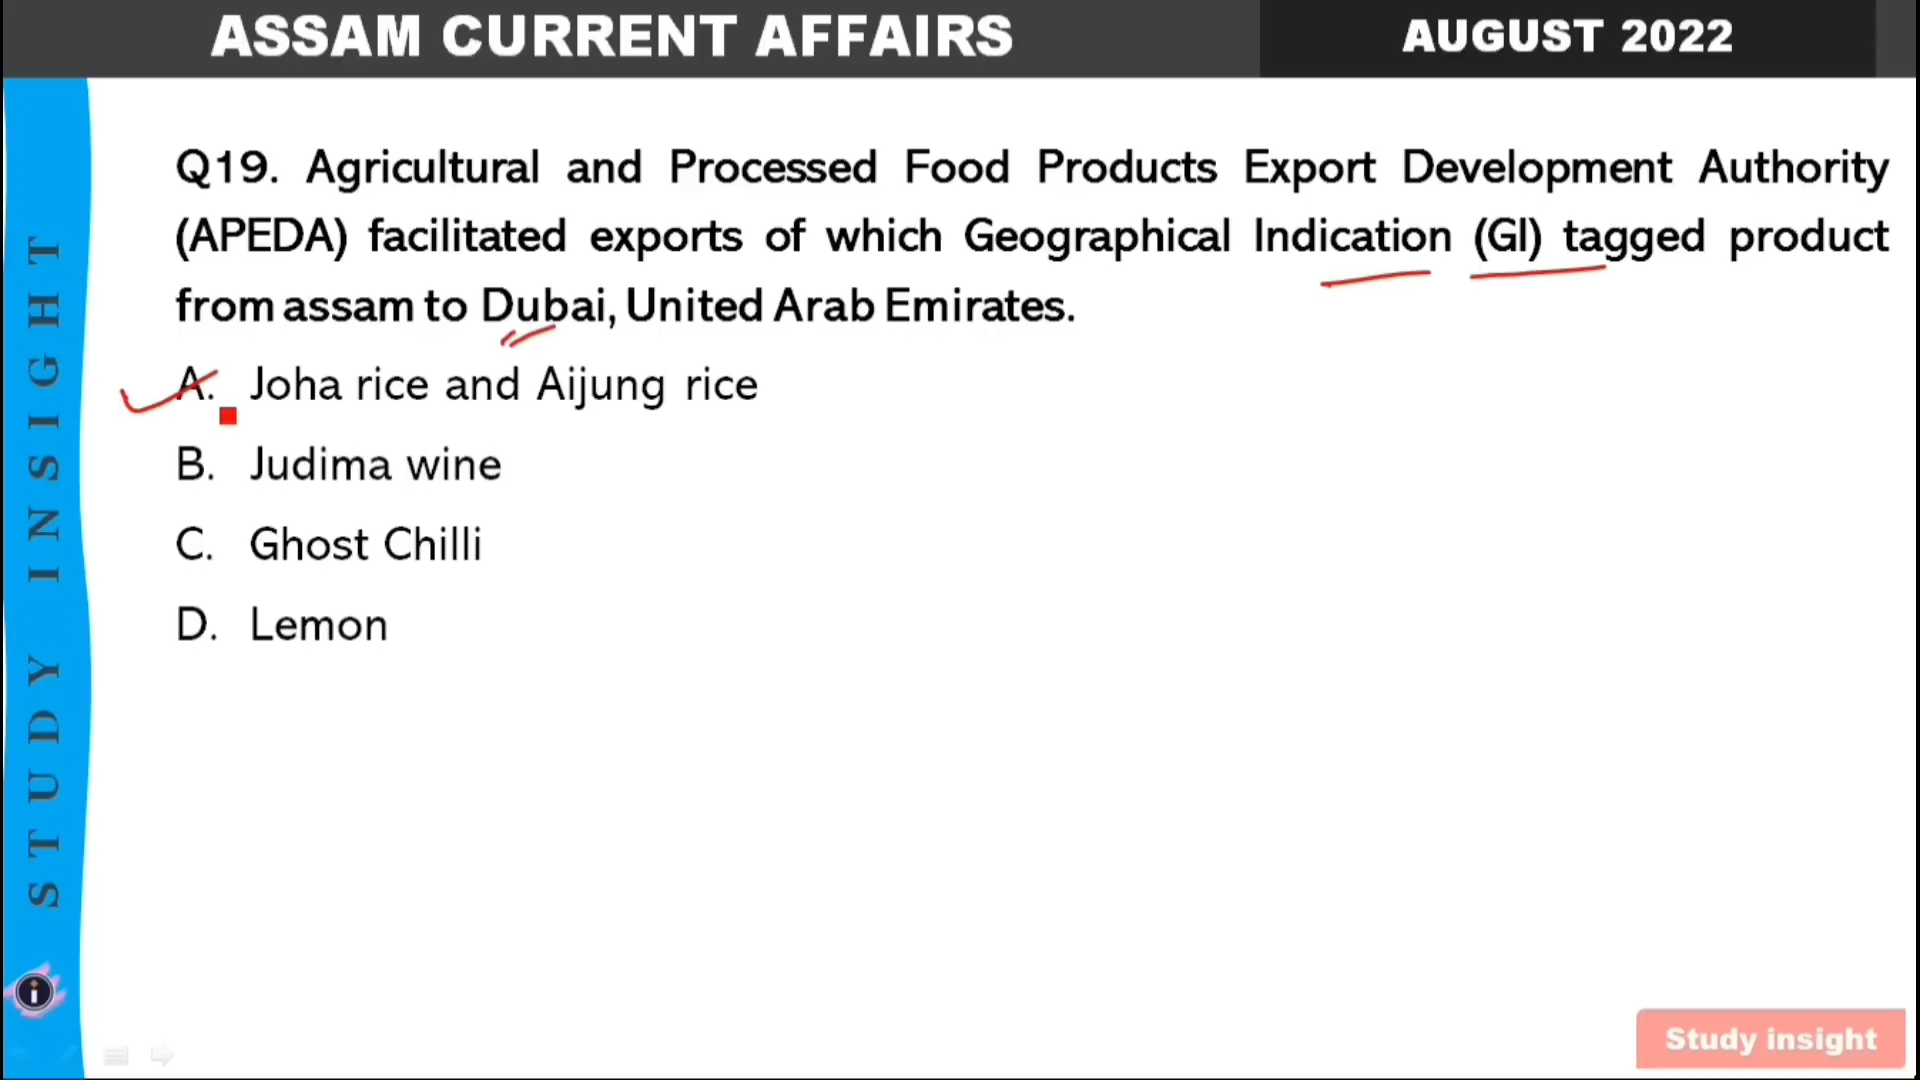 ASSAM CURRENT AFFAIRS
AUGUST 2022
Q19. Agricultural and Processed Food Products Export Development Authority
(APEDA) facilitated exports of which Geographical Indication (GI) tagged product
from assam to Dubai, United Arab Emirates.
A. Joha rice and Aijung rice
B. Judima wine
C. Ghost Chilli
D. Lemon
STUDY INSIGHT
i
Study insight